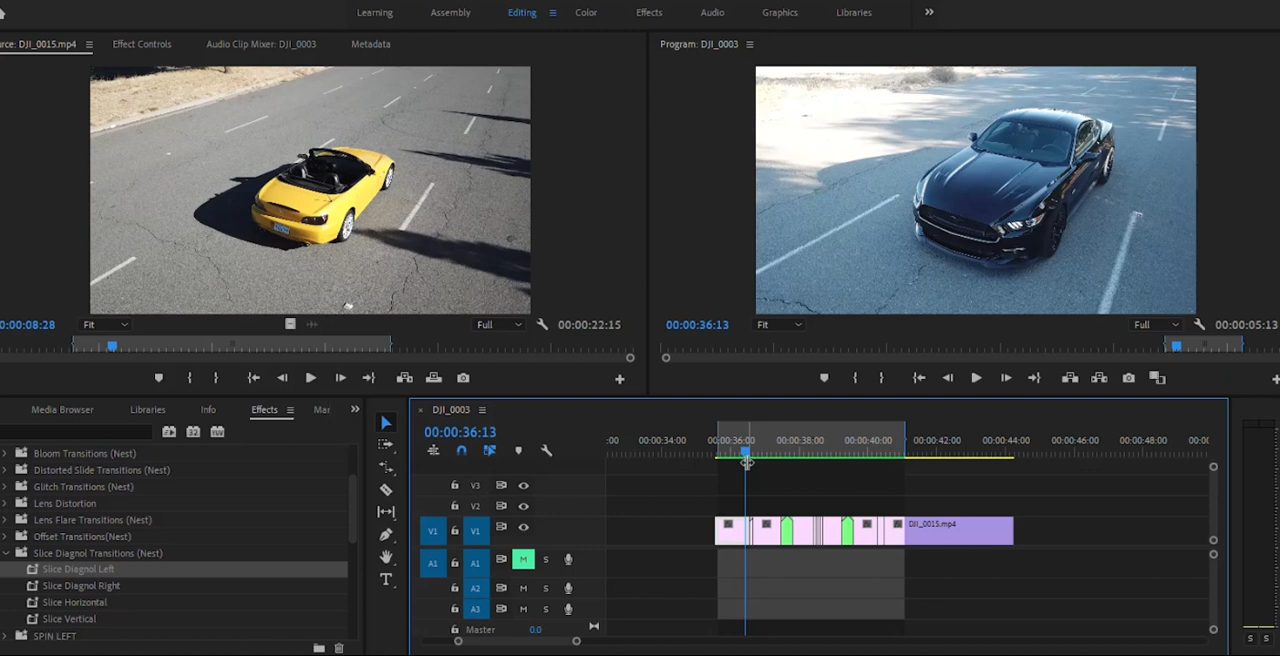 Learning Assembly Editing Color Effects Audio Graphics Libraries
rce: DJI_0015.mp4 Effect Controls Audio Clip Mixer: DJI_0003 Metadata Program: DJI_0003
0:00:08:28 Fit Full 00:00:22:15 00:00:36:13 Fit Full 00:00:05:13
Media Browser Libraries Info Effects Mar
DJI_0003
00:00:36:13
:00 00:00:34:00 00:00:36:00 00:00:38:00 00:00:40:00 00:00:42:00 00:00:44:00 00:00:46:00 00:00:48:00 00:00
Bloom Transitions (Nest)
Distorted Slide Transitions (Nest)
Glitch Transitions (Nest)
Lens Distortion
Lens Flare Transitions (Nest)
Offset Transitions(Nest)
Slice Diagnol Transitions (Nest)
Slice Diagnol Left
Slice Diagnol Right
Slice Horizontal
Slice Vertical
SPIN LEFT
32 YUV
V3
V2
V1 V1 DJI_0015.mp4
A1 A1 M S
A2 M S
A3 M S
Master 0.0
S S